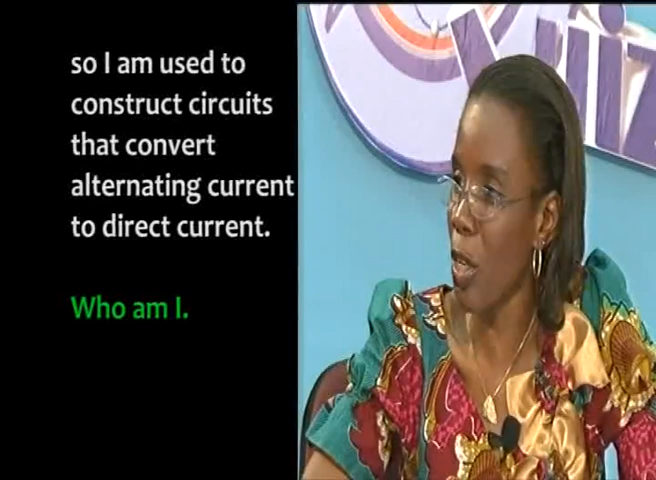 so I am used to
construct circuits
that convert
alternating current
to direct current.
Who am I.